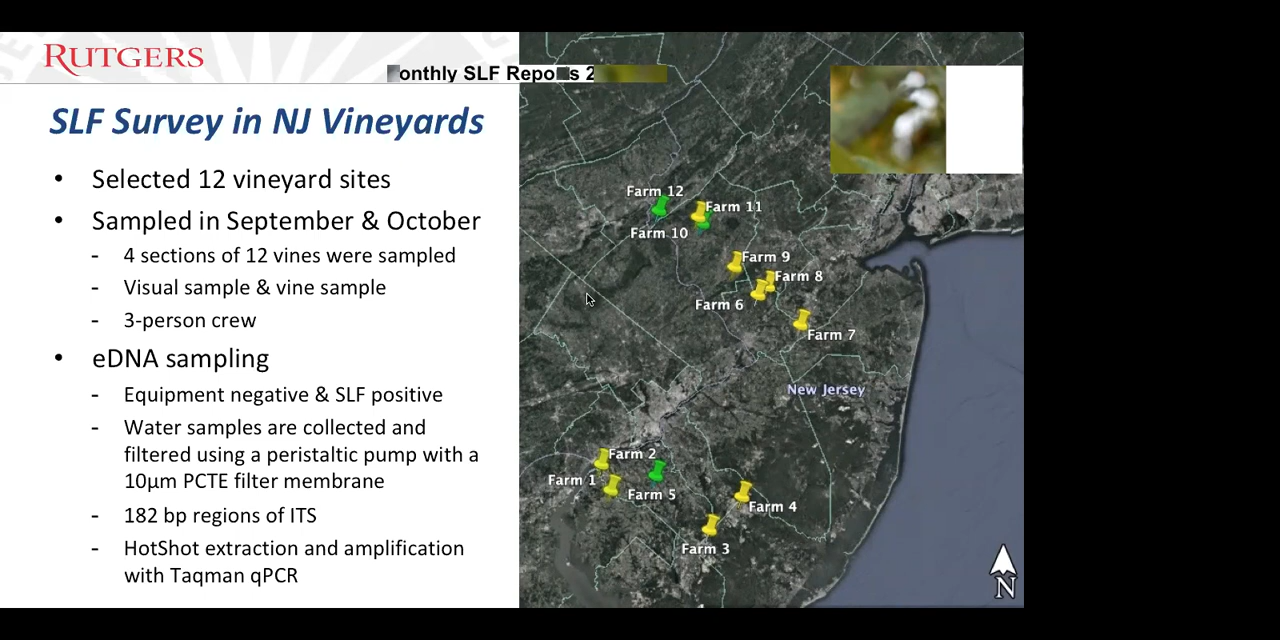 RUTGERS
onthly SLF Repo s 2
SLF Survey in NJ Vineyards
• Selected 12 vineyard sites
• Sampled in September & October
- 4 sections of 12 vines were sampled
- Visual sample & vine sample
- 3-person crew
• eDNA sampling
- Equipment negative & SLF positive
- Water samples are collected and
filtered using a peristaltic pump with a
10µm PCTE filter membrane
- 182 bp regions of ITS
- HotShot extraction and amplification
with Taqman qPCR
Farm 12
Farm 11
Farm 10
Farm 9
Farm 8
Farm 6
Farm 7
New Jersey
Farm 2
Farm 1
Farm 5
Farm 4
Farm 3
N